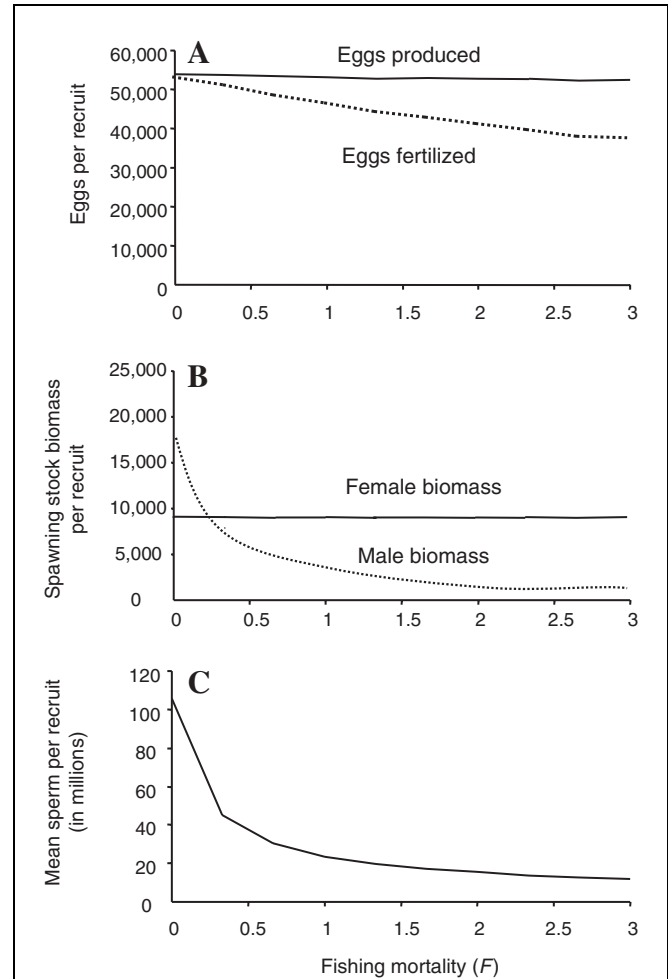 A
60,000
50,000
40,000
30,000
20,000
10,000
0
Eggs per recruit
Eggs produced
Eggs fertilized
0 0.5 1 1.5 2 2.5 3
B
25,000
20,000
15,000
10,000
5,000
0
Spawning stock biomass
per recruit
Female biomass
Male biomass
0 0.5 1 1.5 2 2.5 3
C
120
100
80
60
40
20
0
Mean sperm per recruit
(in millions)
0 0.5 1 1.5 2 2.5 3
Fishing mortality (F)